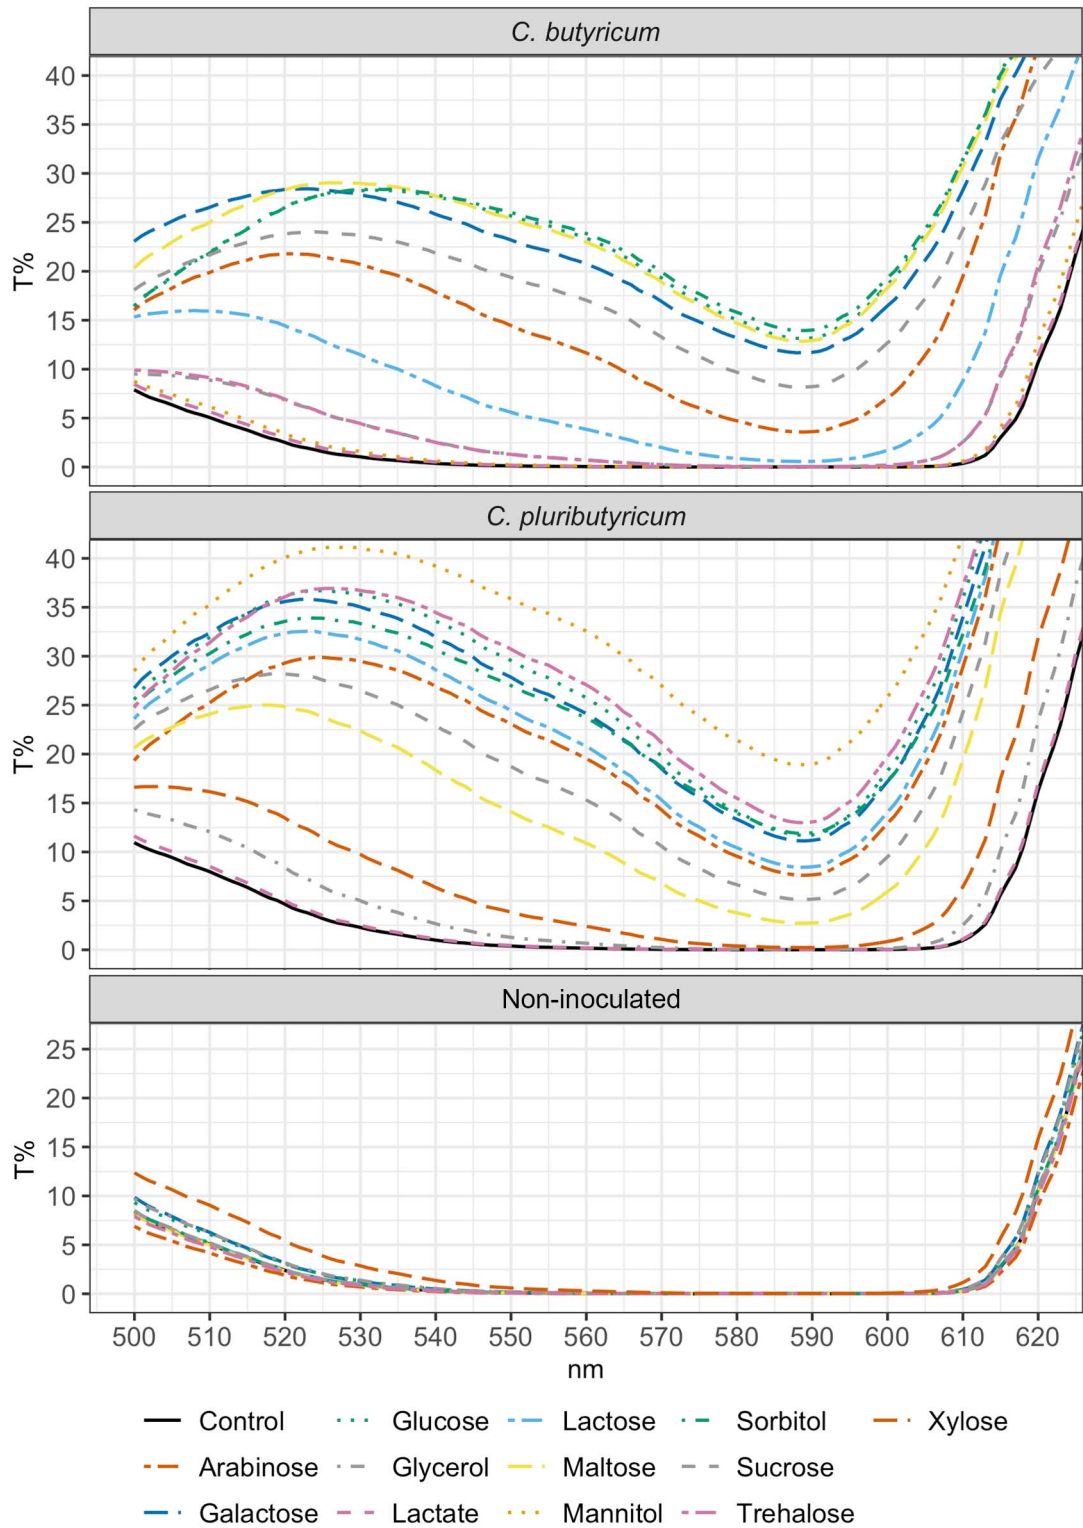 C. butyricum
40
35
30
25
20
15
10
5
0
T%
C. pluributyricum
40
35
30
25
20
15
10
5
0
T%
Non-inoculated
25
20
15
10
5
0
T%
500 510 520 530 540 550 560 570 580 590 600 610 620
nm
Control Glucose Lactose Sorbitol Xylose
Arabinose Glycerol Maltose Sucrose
Galactose Lactate Mannitol Trehalose